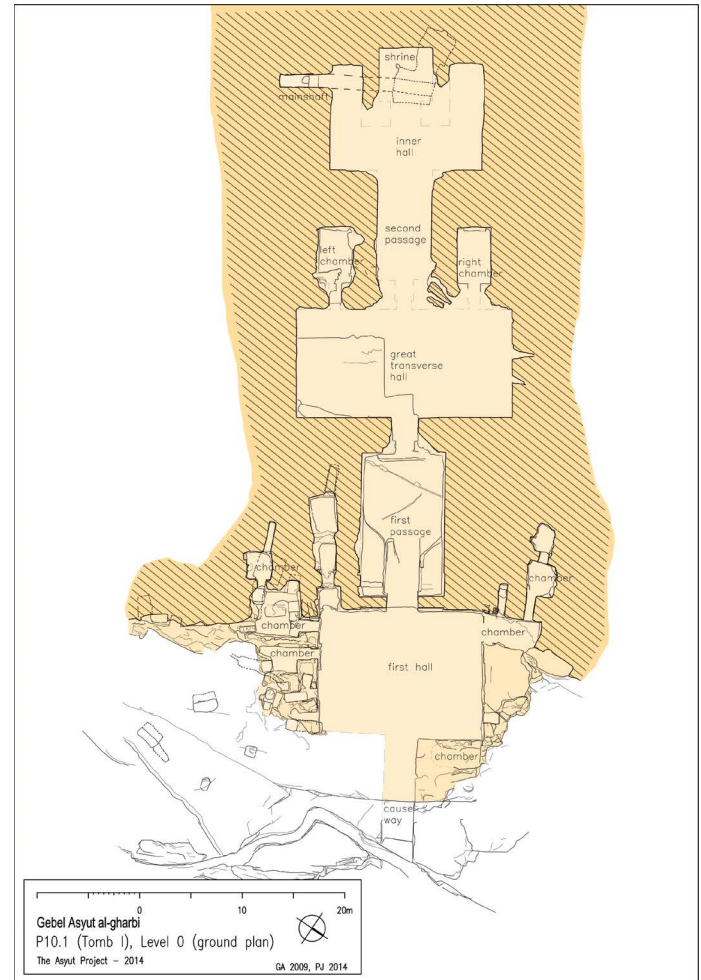 shrine
mainshaft
inner
hall
second
passage
left
chamber
right
chamber
great
transverse
hall
first
passage
chamber
chamber
chamber
chamber
chamber
first hall
chamber
cause
way
0
10
20m
Gebel Asyut al-gharbi
P10.1 (Tomb I), Level 0 (ground plan)
The Asyut Project - 2014
GA 2009, PJ 2014